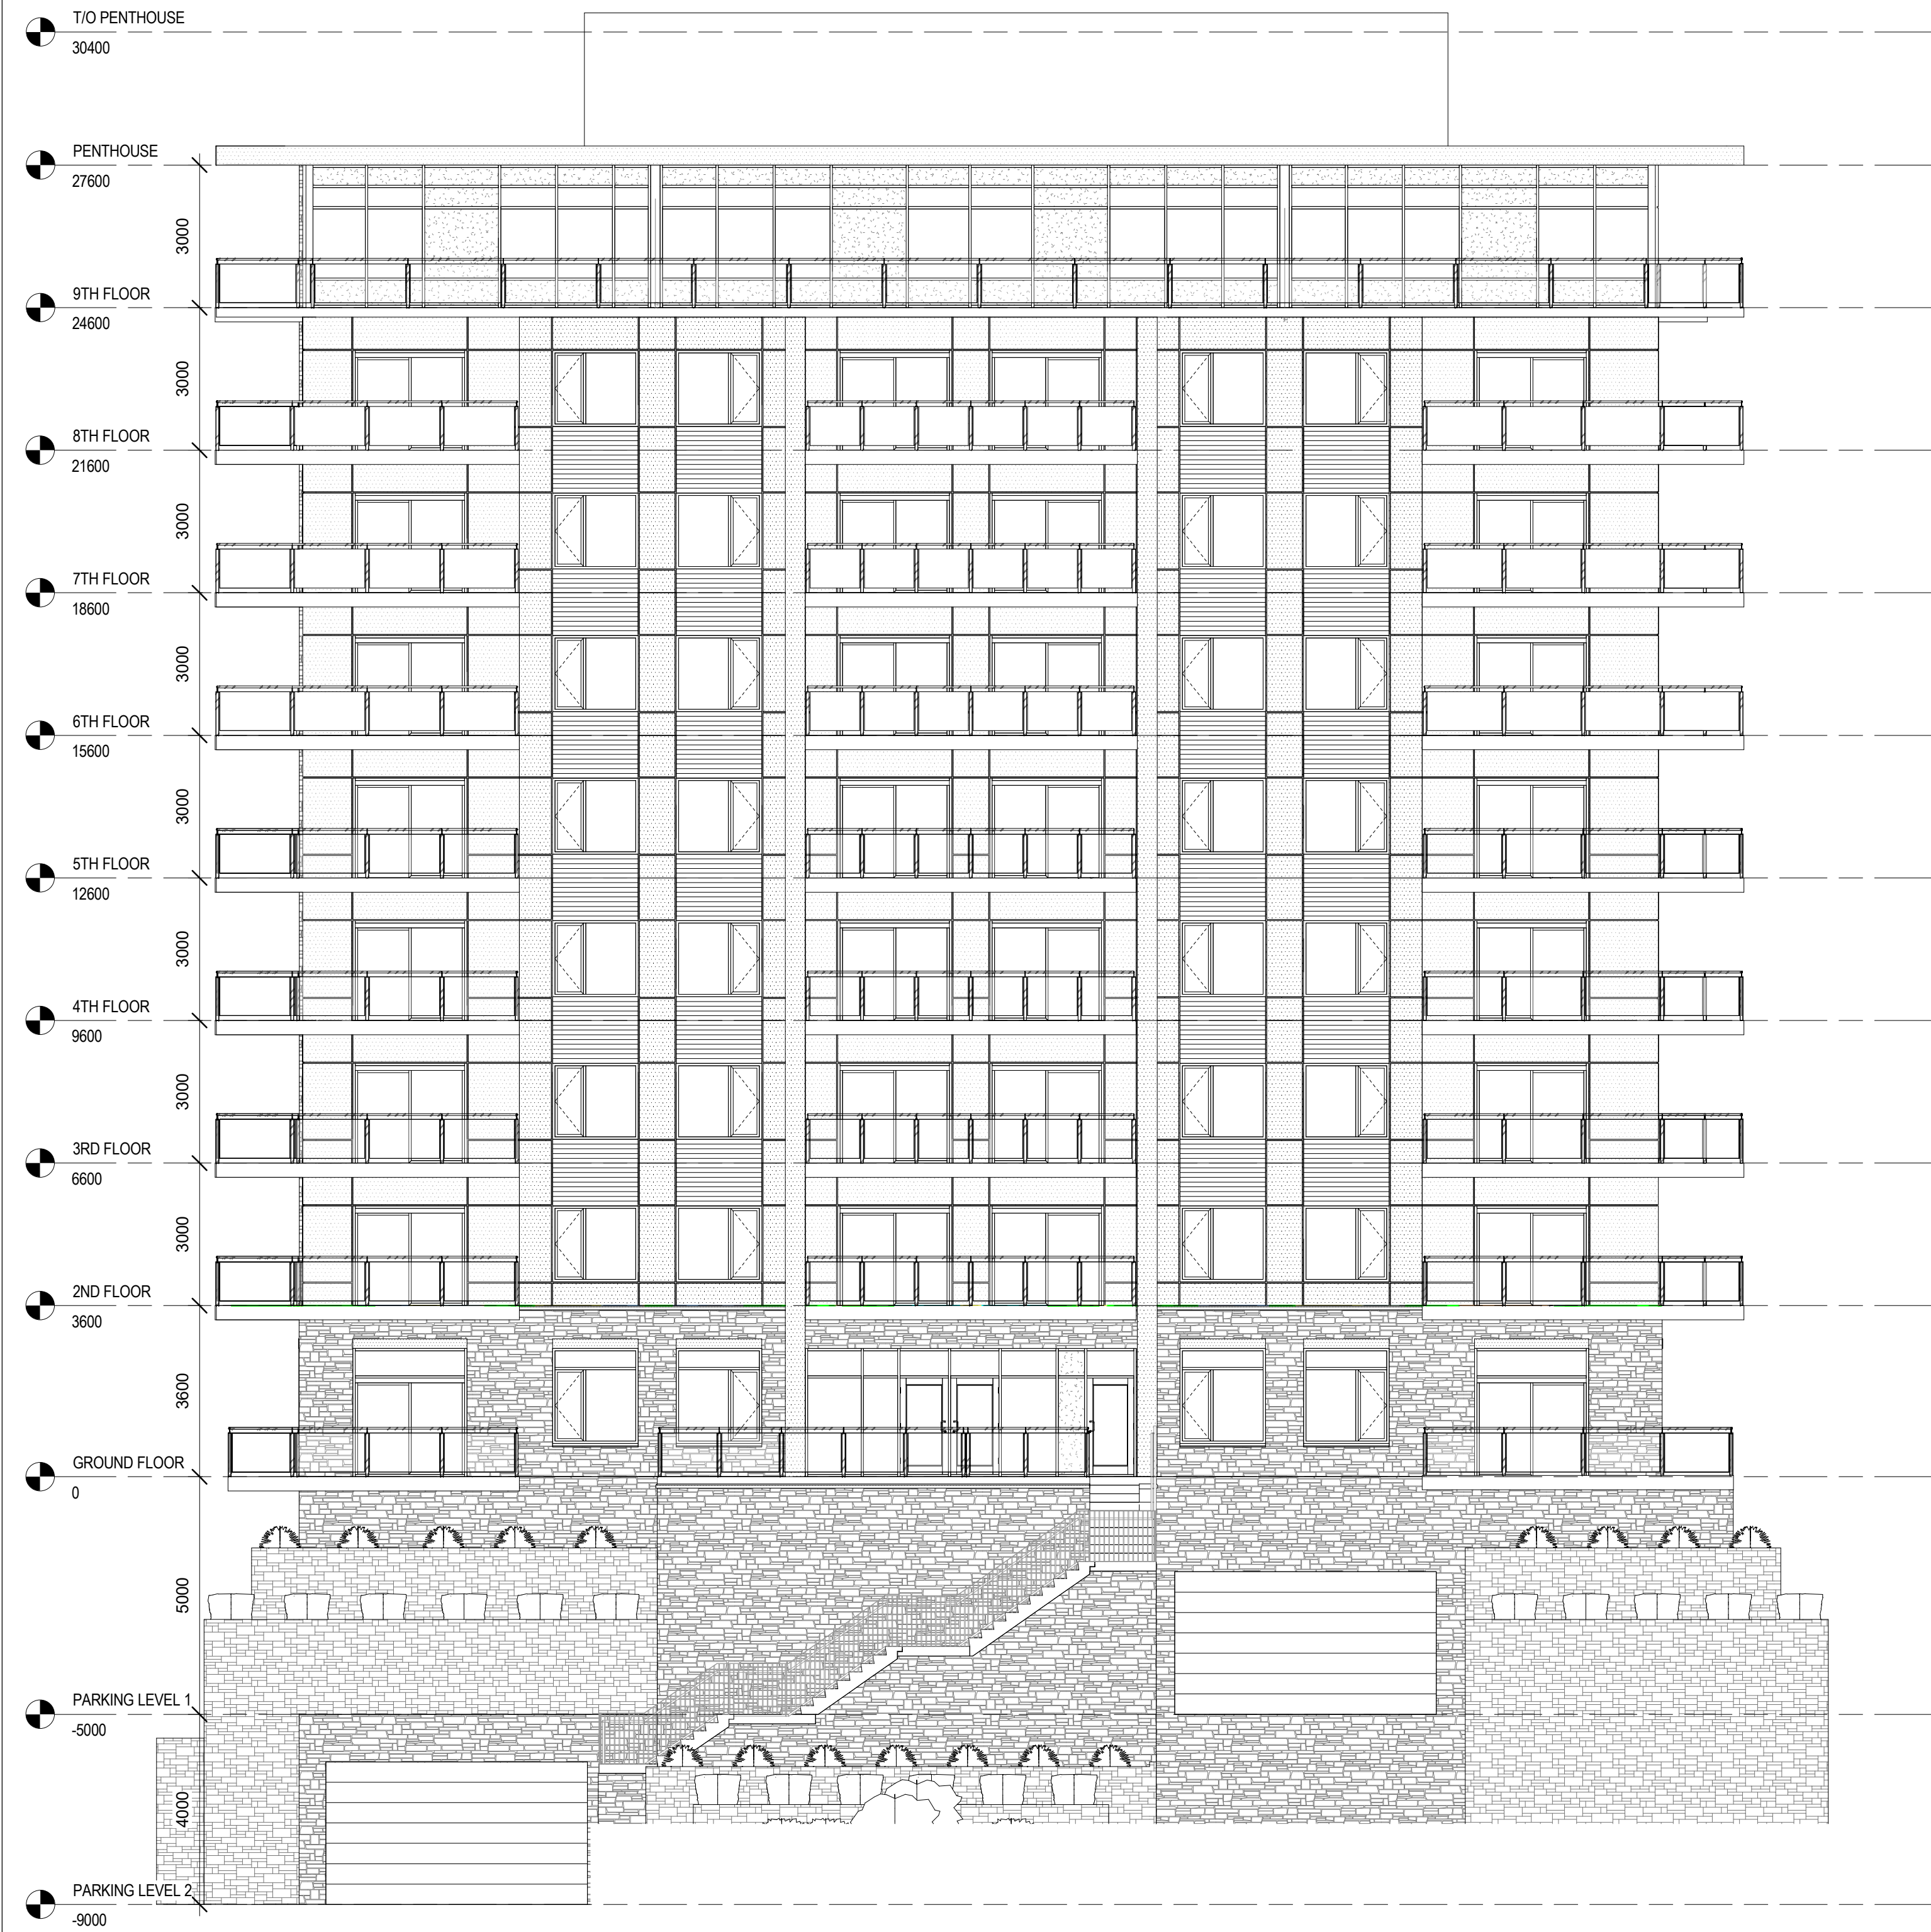 T/O PENTHOUSE
30400
PENTHOUSE
27600
3000
9TH FLOOR
24600
3000
8TH FLOOR
21600
3000
7TH FLOOR
18600
3000
6TH FLOOR
15600
3000
5TH FLOOR
12600
3000
4TH FLOOR
9600
3000
3RD FLOOR
6600
3000
2ND FLOOR
3600
3600
GROUND FLOOR
0
5000
PARKING LEVEL 1
-5000
4000
PARKING LEVEL 2
-9000